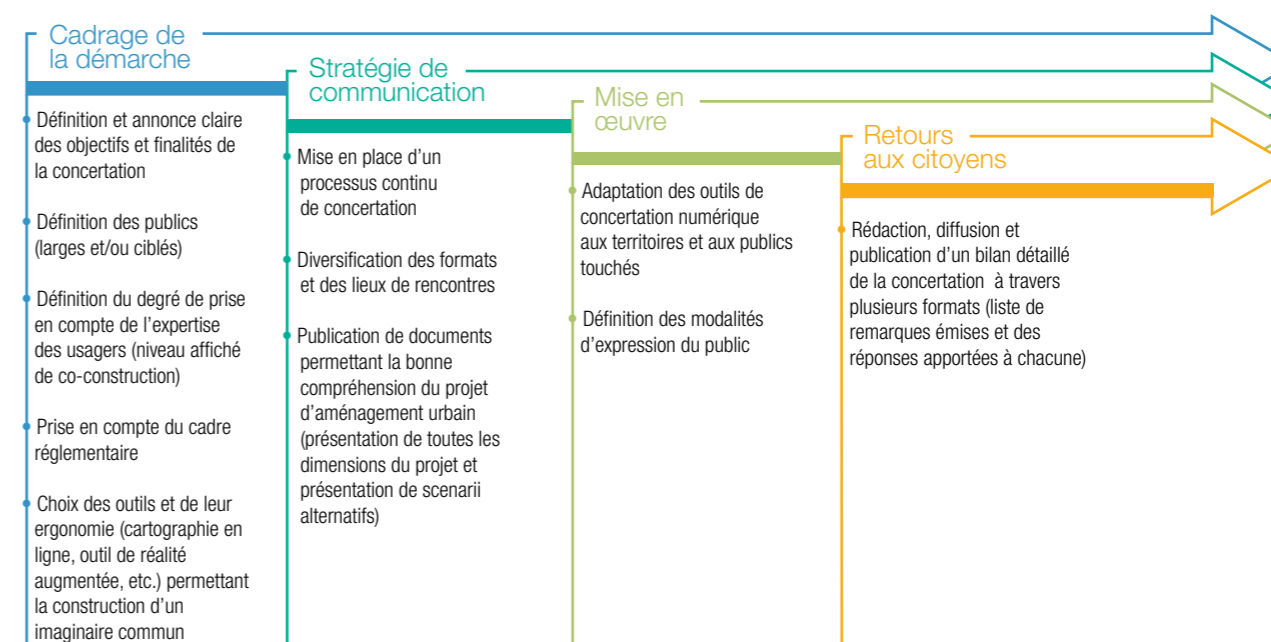 Cadrage de
la démarche
Définition et annonce claire
des objectifs et finalités de
la concertation
Définition des publics
(larges et/ou ciblés)
Définition du degré de prise
en compte de l'expertise
des usagers (niveau affiché
de co-construction)
Prise en compte du cadre
réglementaire
Choix des outils et de leur
ergonomie (cartographie en
ligne, outil de réalité
augmentée, etc.) permettant
la construction d'un
imaginaire commun
Stratégie de
communication
Mise en place d'un
processus continu
de concertation
Diversification des formats
et des lieux de rencontres
Publication de documents
permettant la bonne
compréhension du projet
d'aménagement urbain
(présentation de toutes les
dimensions du projet et
présentation de scenarii
alternatifs)
Mise en
œuvre
Adaptation des outils de
concertation numérique
aux territoires et aux publics
touchés
Définition des modalités
d'expression du public
Retours
aux citoyens
Rédaction, diffusion et
publication d'un bilan détaillé
de la concertation à travers
plusieurs formats (liste de
remarques émises et des
réponses apportées à chacune)